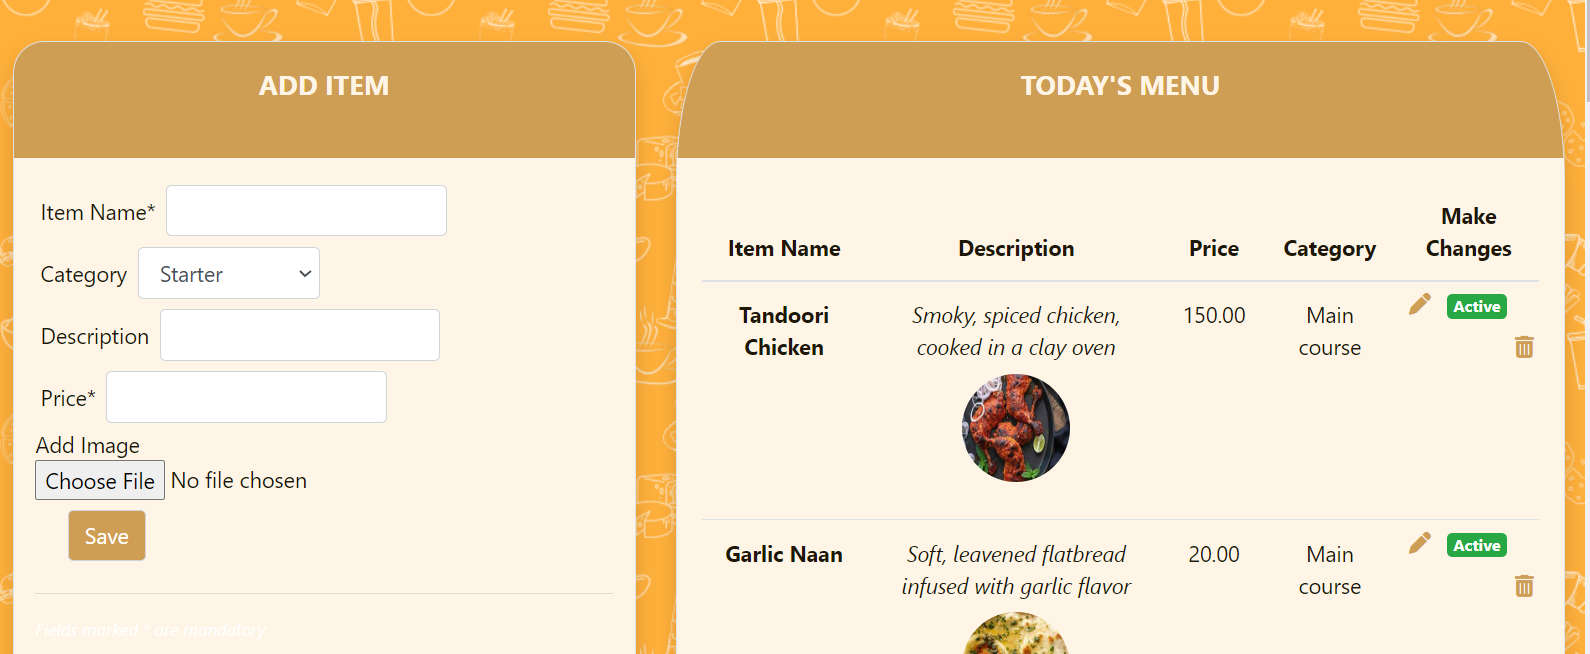 ADD ITEM
Item Name*
Category Starter
Description
Price*
Add Image
Choose File No file chosen
Save
Fields marked * are mandatory
TODAY'S MENU
Item Name Description Price Category Make Changes
Tandoori Chicken
Smoky, spiced chicken,
cooked in a clay oven
150.00
Main course
Active
Garlic Naan
Soft, leavened flatbread
infused with garlic flavor
20.00
Main course
Active